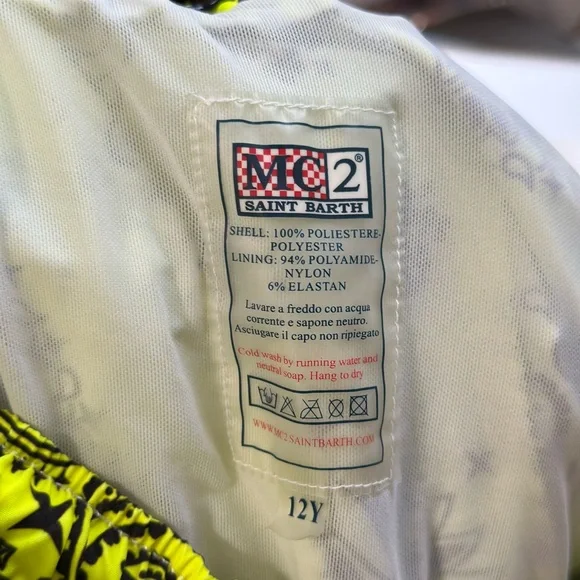 MC2®
SAINT BARTH
SHELL: 100% POLIESTERE-
POLYESTER
LINING: 94% POLYAMIDE-
NYLON
6% ELASTAN
Lavare a freddo con acqua
corrente e sapone neutro.
Asciugare il capo non ripiegato
Cold wash by running water and
neutral soap. Hang to dry
WWW.MC2SAINTBARTH.COM
12Y